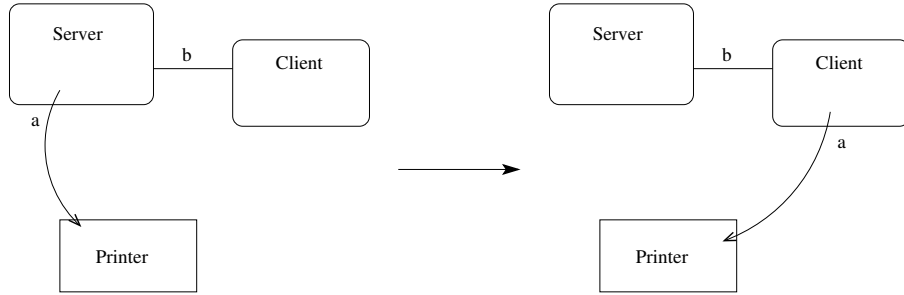 Server
b
Client
a
Printer
Server
b
Client
a
Printer